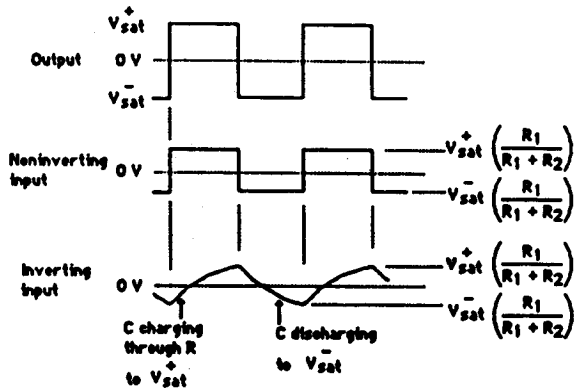 V⁺sat
Output 0 V
V⁻sat
V⁺sat (R1 / R1 + R2)
Noninverting input 0 V
V⁻sat (R1 / R1 + R2)
V⁺sat (R1 / R1 + R2)
Inverting input 0 V
V⁻sat (R1 / R1 + R2)
C charging
through R
to V⁺sat
C discharging
to V⁻sat